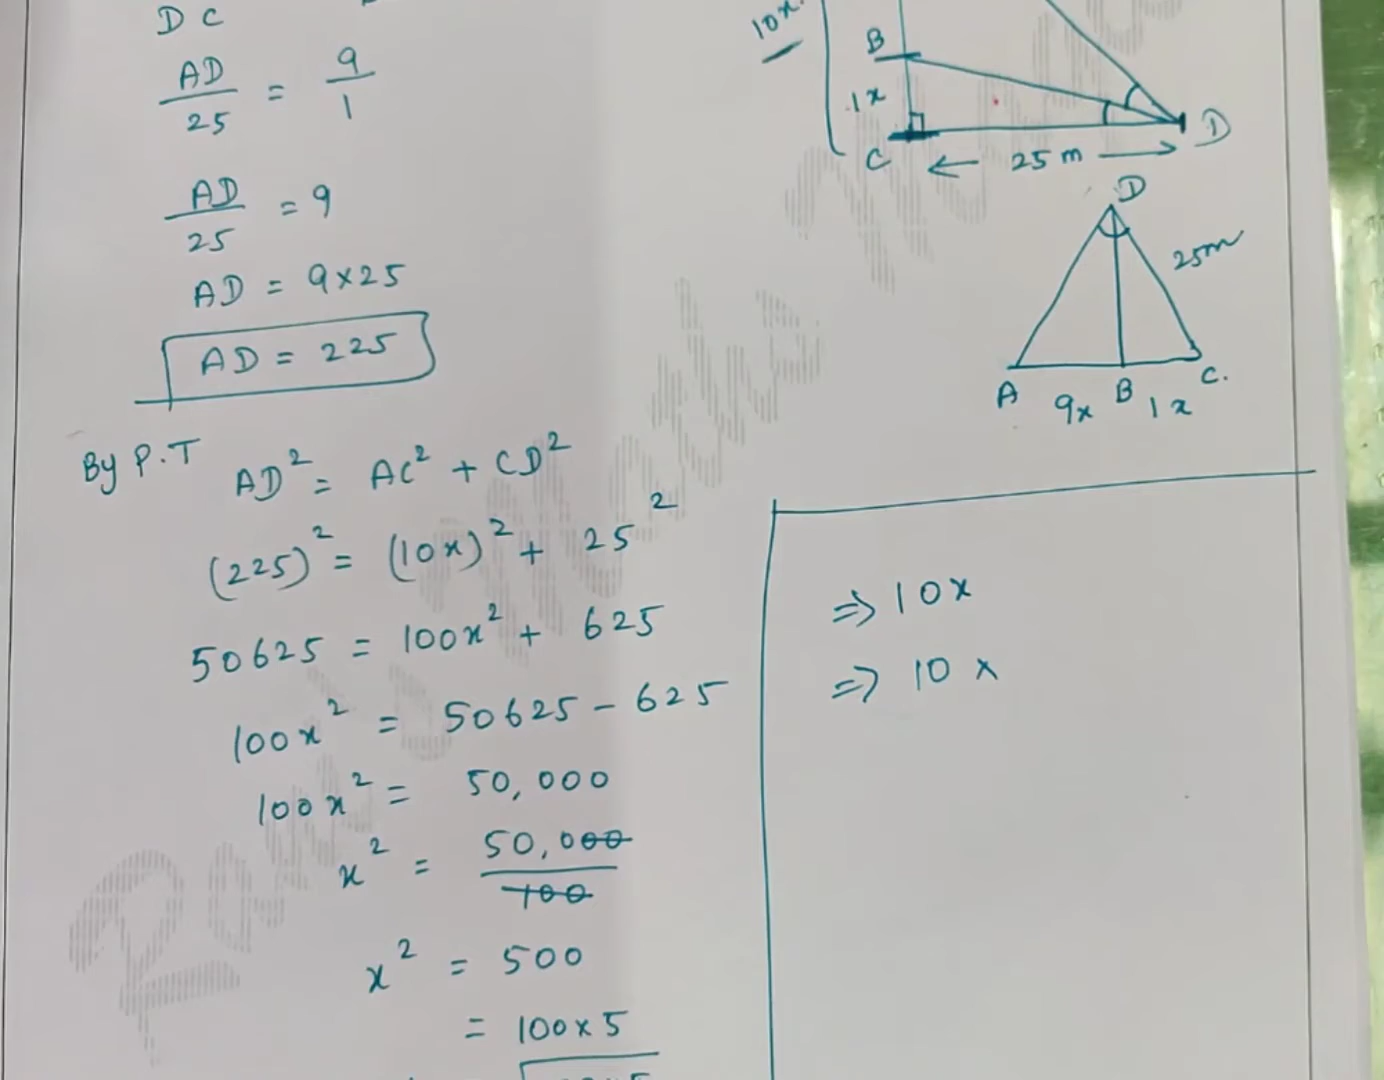 DC
AD/25 = 9/1
AD/25 = 9
AD = 9×25
AD = 225
By P.T AD² = AC² + CD²
(225)² = (10x)² + 25²
50625 = 100x² + 625
100x² = 50625 - 625
100x² = 50,000
x² = 50,000/100
x² = 500
= 100×5
10x
B
1x
C
25 m
D
D
25m
A 9x B 1x C.
⇒ 10x
⇒ 10x